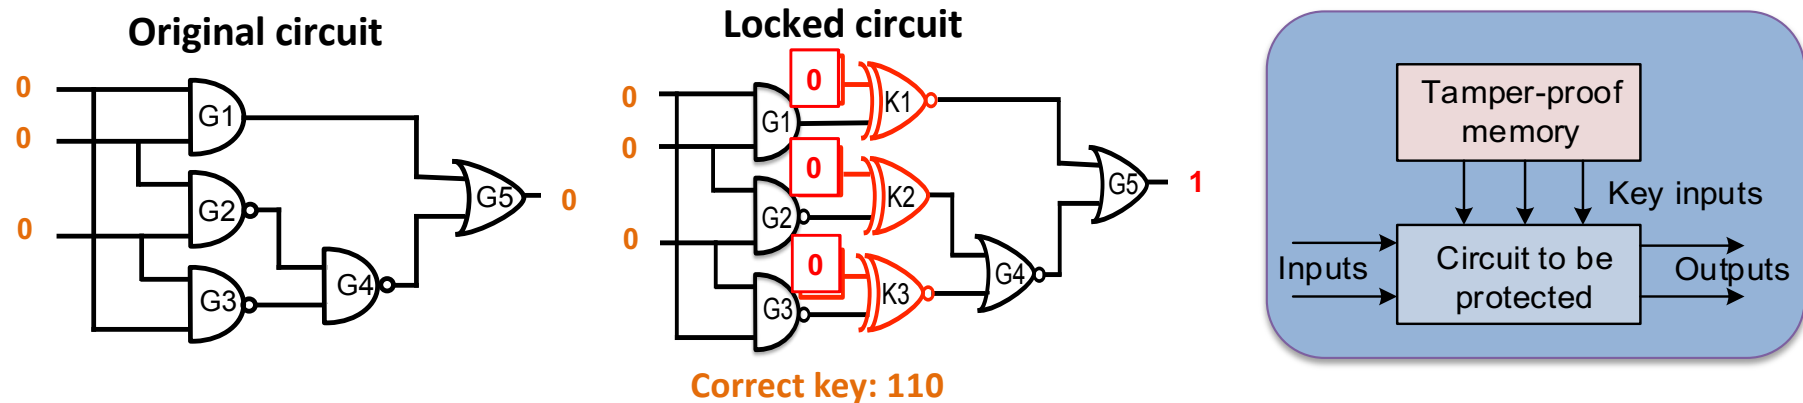 Original circuit
0
0
0
G1
G2
G3
G4
G5
0
Locked circuit
0
0
0
0
0
0
G1
G2
G3
K1
K2
K3
G4
G5
1
Correct key: 110
Tamper-proof
memory
Key inputs
Inputs
Circuit to be
protected
Outputs